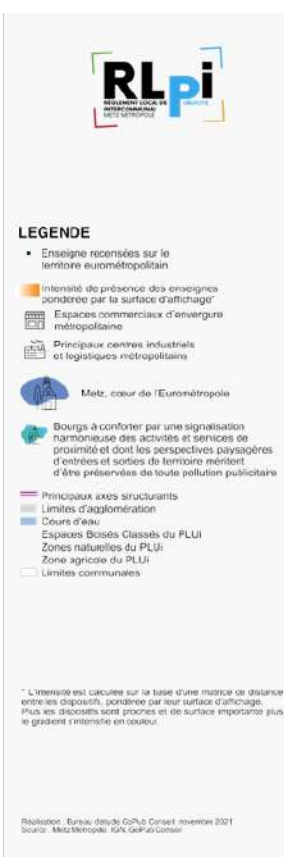 RLpi
RÈGLEMENT LOCAL DE PUBLICITÉ
INTERCOMMUNAL
METZ MÉTROPOLE
LEGENDE
Enseigne recensées sur le
territoire eurométropolitain
Intensité de présence des enseignes
pondérée par la surface d'affichage*
Espaces commerciaux d'envergure
métropolitaine
Principaux centres industriels
et logistiques métropolitains
Metz, cœur de l'Eurométropole
Bourgs à conforter par une signalisation
harmonieuse des activités et services de
proximité et dont les perspectives paysagères
d'entrées et sorties de territoire méritent
d'être préservées de toute pollution publicitaire
Principaux axes structurants
Limites d'agglomération
Cours d'eau
Espaces Boisés Classés du PLUi
Zones naturelles du PLUi
Zone agricole du PLUi
Limites communales
* L'intensité est calculée sur la base d'une matrice de distance
entre les dispositifs, pondérée par leur surface d'affichage.
Plus les dispositifs sont proches et de surface importante plus
le gradient s'intensifie en couleur.
Réalisation : Bureau d'étude GoPub Conseil, novembre 2021
Source : Metz Métropole, IGN, GoPub Conseil